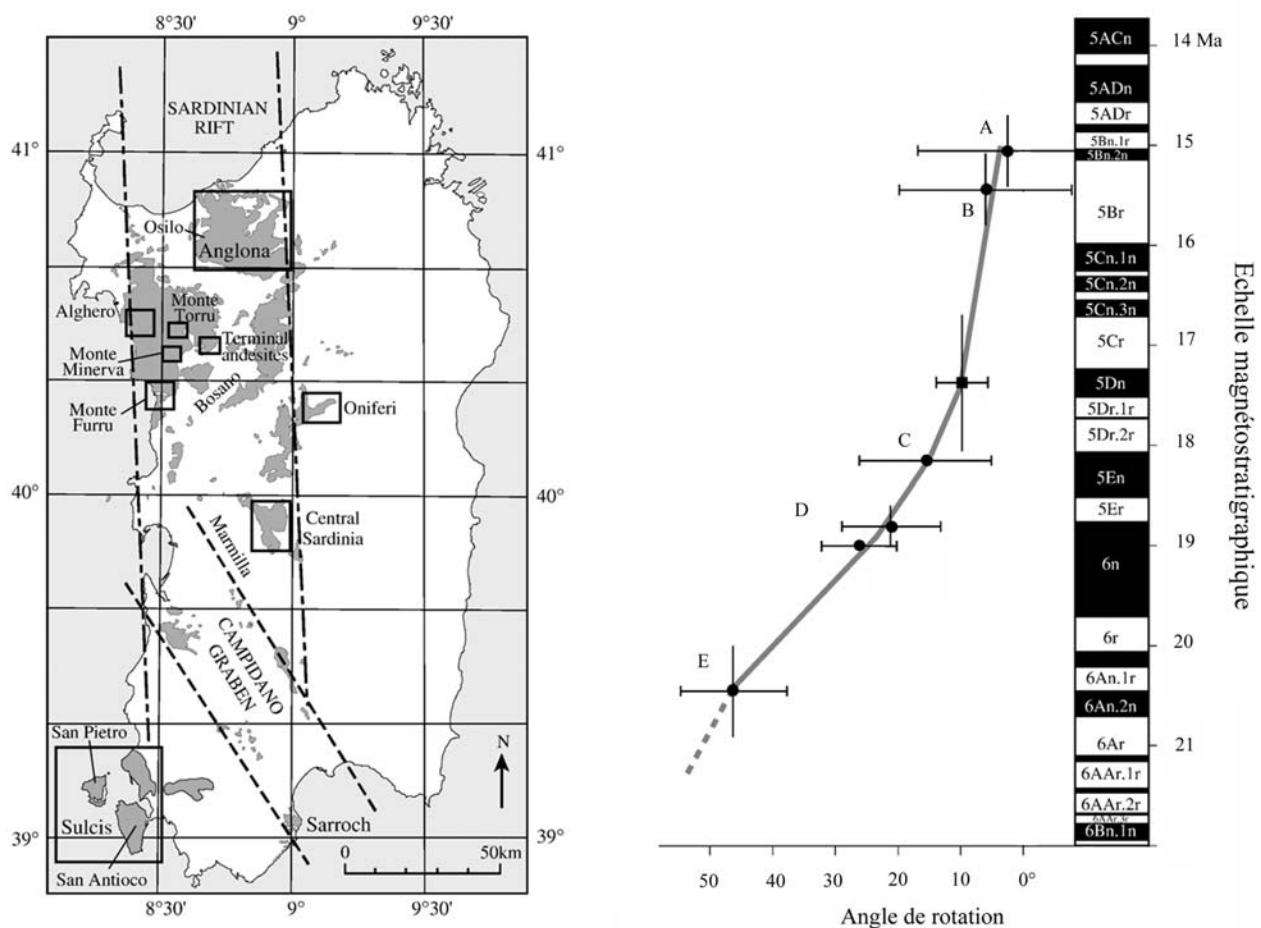 8°30'
9°
9°30'
SARDINIAN
RIFT
41°
41°
Osilo
Anglona
Alghero
Monte
Torru
Monte
Minerva
Terminal
andesites
Bosano
Monte
Furru
Oniferi
40°
40°
Marmilla
Central
Sardinia
CAMPIDANO
GRABEN
San Pietro
N
Sulcis
Sarroch
39°
39°
0
50km
San Antioco
8°30'
9°
9°30'
5ACn
14 Ma
5ADn
5ADr
A
5Bn.1r
15
5Bn.2n
B
5Br
16
5Cn.1n
5Cn.2n
5Cn.3n
17
5Cr
5Dn
5Dr.1r
5Dr.2r
18
C
5En
5Er
D
19
6n
6r
20
E
6An.1r
6An.2n
6Ar
21
6AAr.1r
6AAr.2r
6AAr.3r
6Bn.1n
Echelle magnétostratigraphique
50
40
30
20
10
0°
Angle de rotation